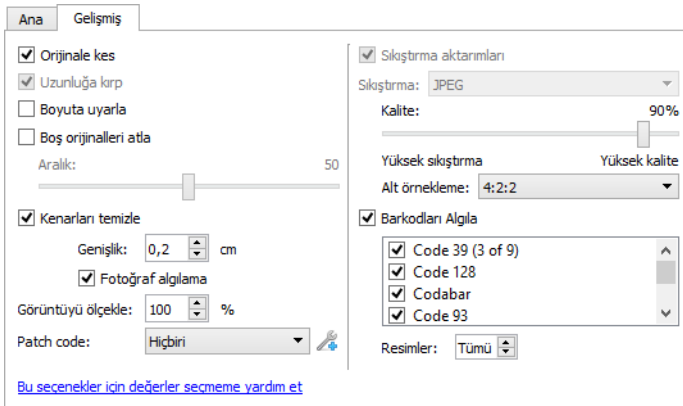 Ana
Gelişmiş
Orijinale kes
Uzunluğa kırp
Boyuta uyarla
Boş orijinalleri atla
Aralık: 50
Kenarları temizle
Genişlik: 0,2 cm
Fotoğraf algılama
Görüntüyü ölçekle: 100 %
Patch code: Hiçbiri
Bu seçenekler için değerler seçmeme yardım et
Sıkıştırma aktarımları
Sıkıştırma: JPEG
Kalite: 90%
Yüksek sıkıştırma Yüksek kalite
Alt örnekleme: 4:2:2
Barkodları Algıla
Code 39 (3 of 9)
Code 128
Codabar
Code 93
Resimler: Tümü